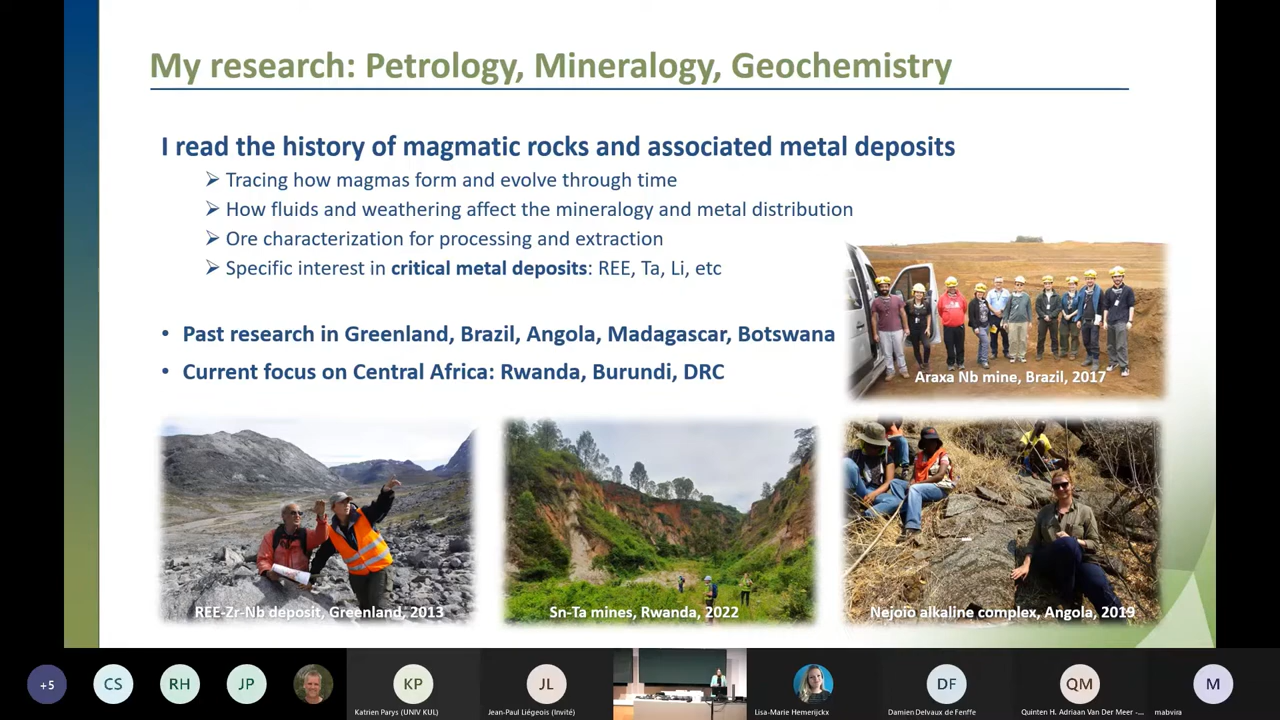 My research: Petrology, Mineralogy, Geochemistry
I read the history of magmatic rocks and associated metal deposits
Tracing how magmas form and evolve through time
How fluids and weathering affect the mineralogy and metal distribution
Ore characterization for processing and extraction
Specific interest in critical metal deposits: REE, Ta, Li, etc
Past research in Greenland, Brazil, Angola, Madagascar, Botswana
Current focus on Central Africa: Rwanda, Burundi, DRC
Araxa Nb mine, Brazil, 2017
REE-Zr-Nb deposit, Greenland, 2013
Sn-Ta mines, Rwanda, 2022
Nejoio alkaline complex, Angola, 2019
+5
CS
RH
JP
KP
JL
DF
QM
M
Katrien Parys (UNIV KUL)
Jean-Paul Liégeois (Invité)
Lisa-Marie Hemerijckx
Damien Delvaux de Fenffe
Quinten H. Adriaan Van Der Meer - ...
mabvira